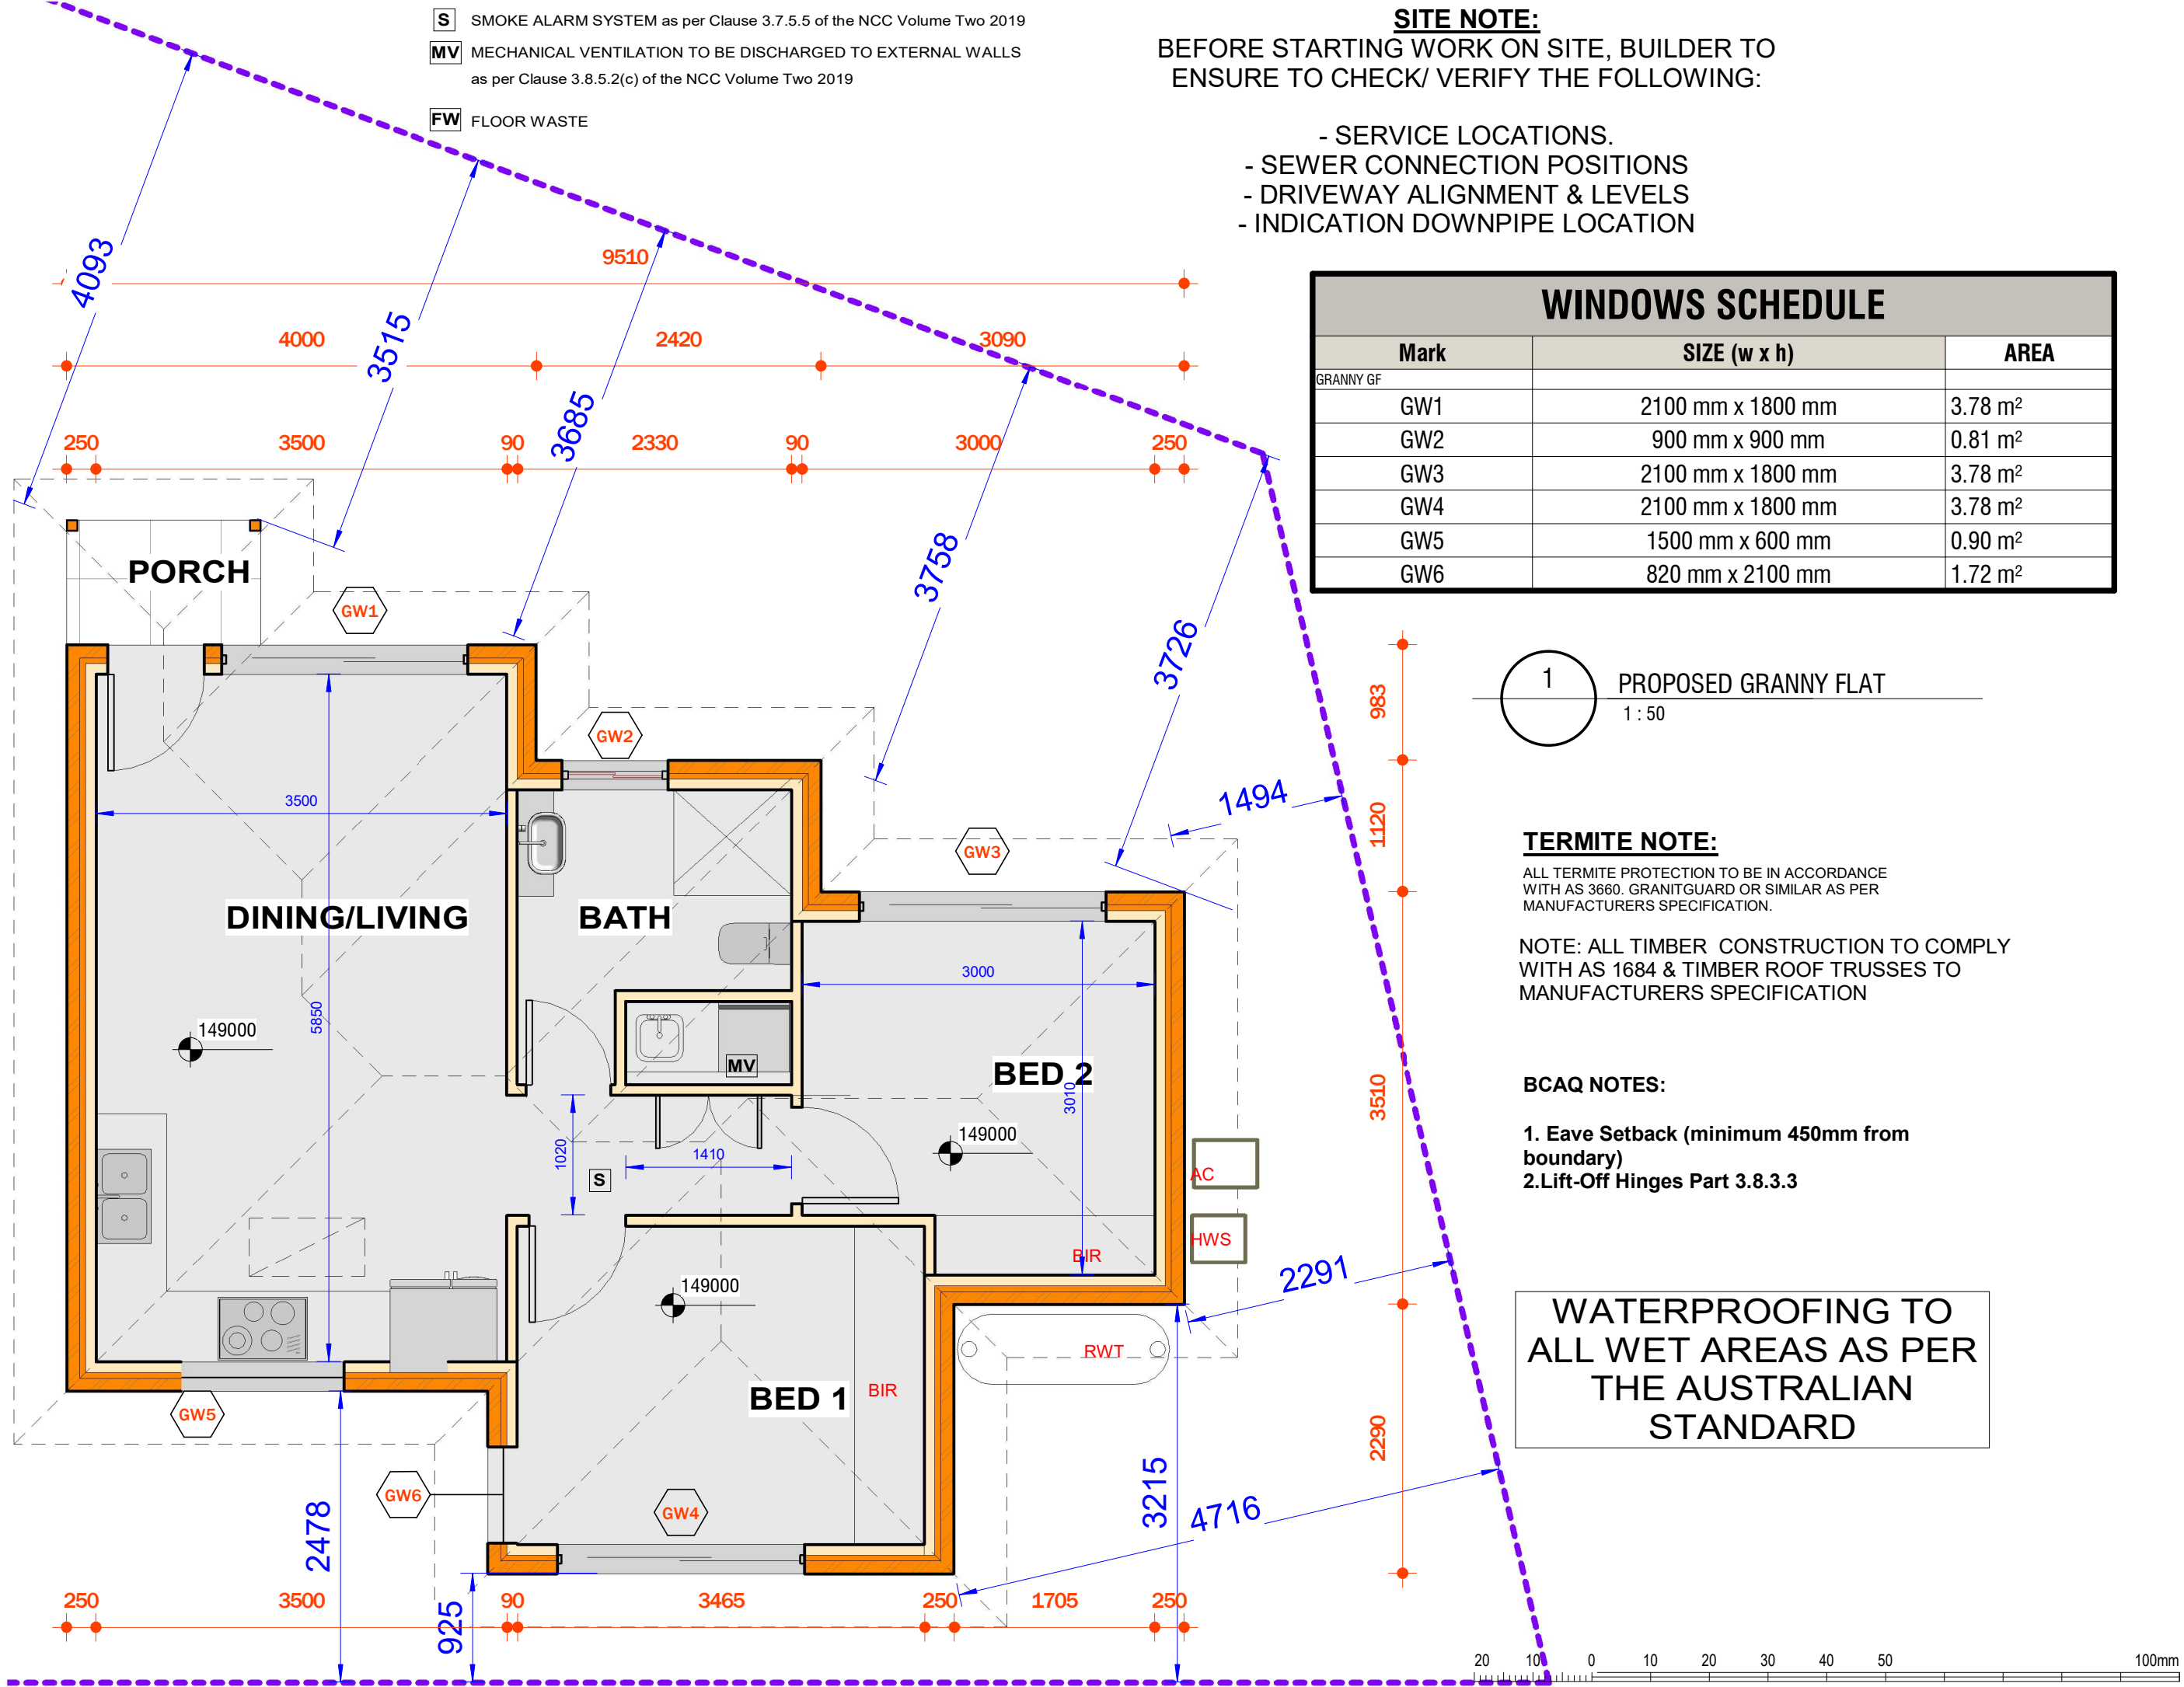 S SMOKE ALARM SYSTEM as per Clause 3.7.5.5 of the NCC Volume Two 2019
MV MECHANICAL VENTILATION TO BE DISCHARGED TO EXTERNAL WALLS
as per Clause 3.8.5.2(c) of the NCC Volume Two 2019
FW FLOOR WASTE
SITE NOTE:
BEFORE STARTING WORK ON SITE, BUILDER TO
ENSURE TO CHECK/ VERIFY THE FOLLOWING:
- SERVICE LOCATIONS.
- SEWER CONNECTION POSITIONS
- DRIVEWAY ALIGNMENT & LEVELS
- INDICATION DOWNPIPE LOCATION
WINDOWS SCHEDULE
Mark SIZE (w x h) AREA
GRANNY GF
GW1 2100 mm x 1800 mm 3.78 m²
GW2 900 mm x 900 mm 0.81 m²
GW3 2100 mm x 1800 mm 3.78 m²
GW4 2100 mm x 1800 mm 3.78 m²
GW5 1500 mm x 600 mm 0.90 m²
GW6 820 mm x 2100 mm 1.72 m²
1 PROPOSED GRANNY FLAT
1 : 50
TERMITE NOTE:
ALL TERMITE PROTECTION TO BE IN ACCORDANCE
WITH AS 3660. GRANITGUARD OR SIMILAR AS PER
MANUFACTURERS SPECIFICATION.
NOTE: ALL TIMBER CONSTRUCTION TO COMPLY
WITH AS 1684 & TIMBER ROOF TRUSSES TO
MANUFACTURERS SPECIFICATION
BCAQ NOTES:
1. Eave Setback (minimum 450mm from
boundary)
2.Lift-Off Hinges Part 3.8.3.3
WATERPROOFING TO
ALL WET AREAS AS PER
THE AUSTRALIAN
STANDARD
9510
4000 2420 3090
250 3500 90 2330 90 3000 250
4093
3515
3685
3758
3726
1494
2291
4716
3215
2478
925
983
1120
3510
2290
PORCH
GW1
GW2
GW3
3500
DINING/LIVING
BATH
3000
5850
149000
MV
BED 2
3010
149000
1020
S
1410
AC
HWS
BIR
149000
RWT
BED 1
BIR
GW5
GW6
GW4
250 3500 90 3465 250 1705 250
20 10 0 10 20 30 40 50 100mm